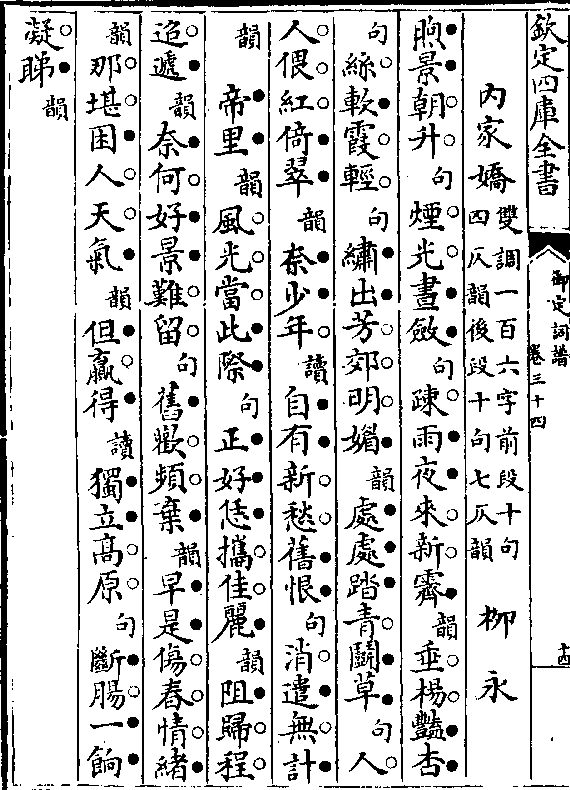 欽定四庫全書
御定詞譜
卷三十四
十四
內家嬌
雙調一百六字前段十句
四仄韻後段十句七仄韻
柳永
煦景朝升句煙光晝斂句疎雨夜來新霽韻垂楊豔杏
句絲軟霞輕句繡出芳郊明媚韻處處踏青鬬草句人
人偎紅倚翠韻柰少年讀自有新愁舊恨句消遣無計
韻帝里韻風光當此際句正好恁攜佳麗韻阻歸程
迢遞韻柰何好景難留句舊歡頻棄韻早是傷春情緒
韻那堪困人天氣韻但贏得讀獨立高原句斷腸一餉
凝睇韻